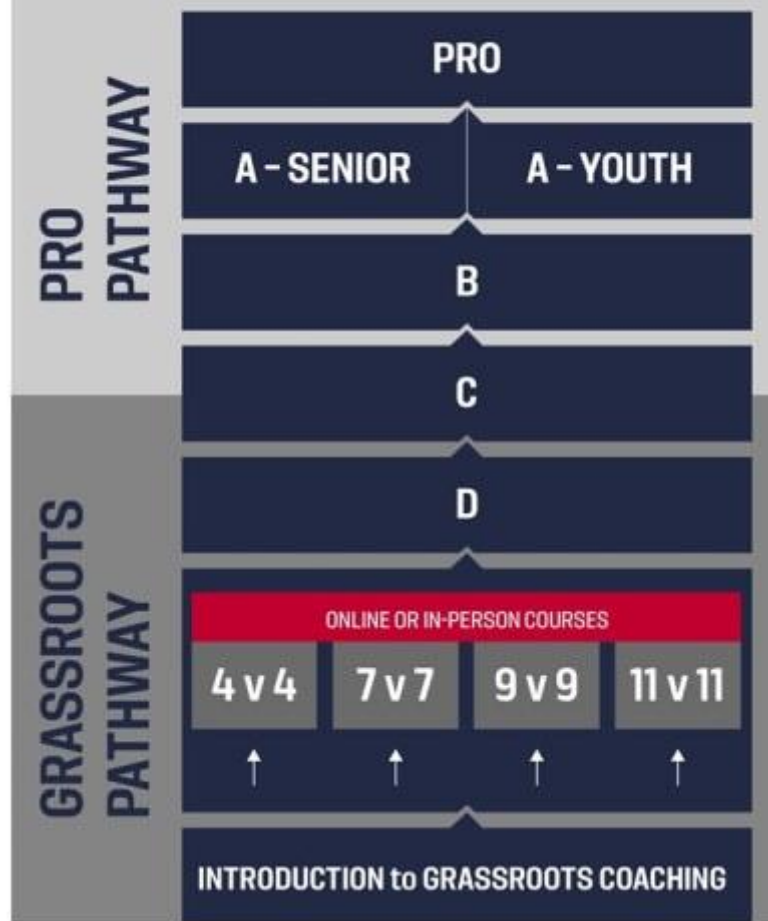 PRO PATHWAY
PRO
A – SENIOR
A – YOUTH
B
C
GRASSROOTS PATHWAY
D
ONLINE OR IN-PERSON COURSES
4 v 4
7 v 7
9 v 9
11 v 11
INTRODUCTION to GRASSROOTS COACHING